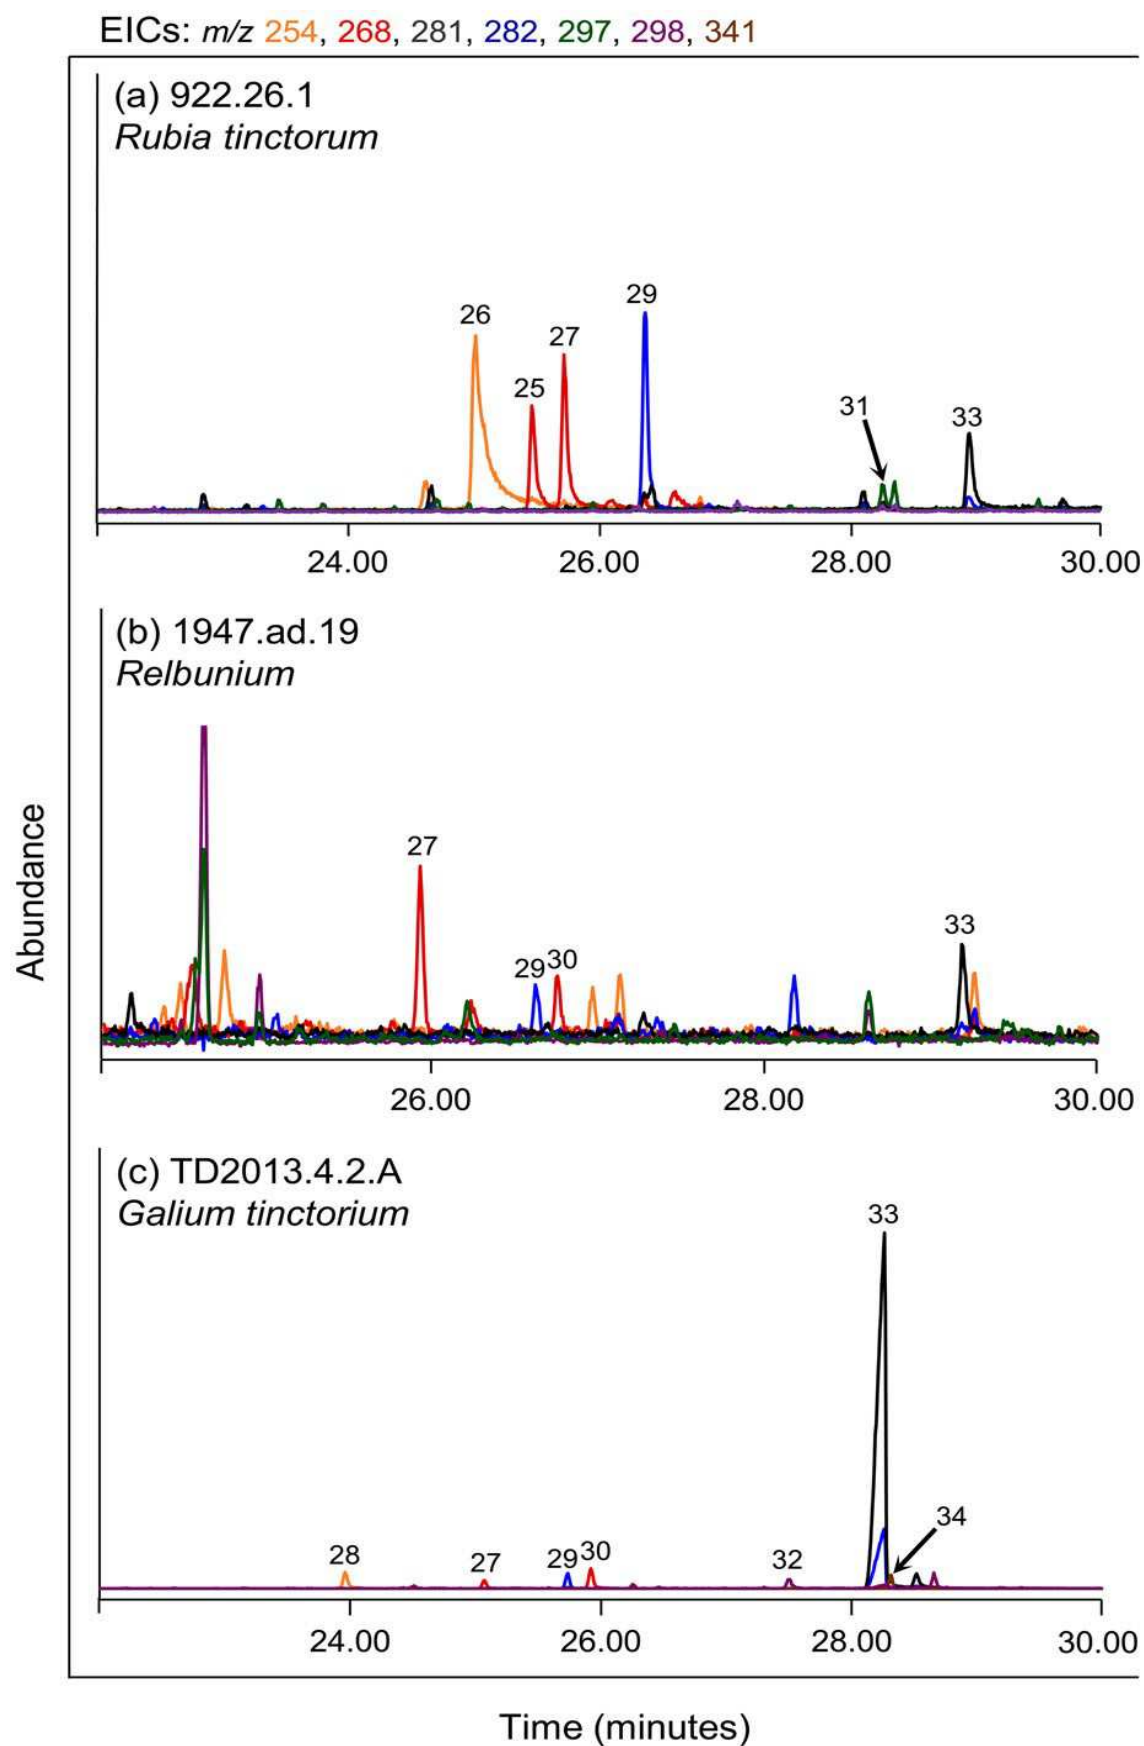 EICs: m/z 254, 268, 281, 282, 297, 298, 341
(a) 922.26.1
Rubia tinctorum
26
25
27
29
31
33
24.00 26.00 28.00 30.00
(b) 1947.ad.19
Relbunium
27
29 30
33
26.00 28.00 30.00
Abundance
(c) TD2013.4.2.A
Galium tinctorium
33
34
28 27 29 30 32
24.00 26.00 28.00 30.00
Time (minutes)